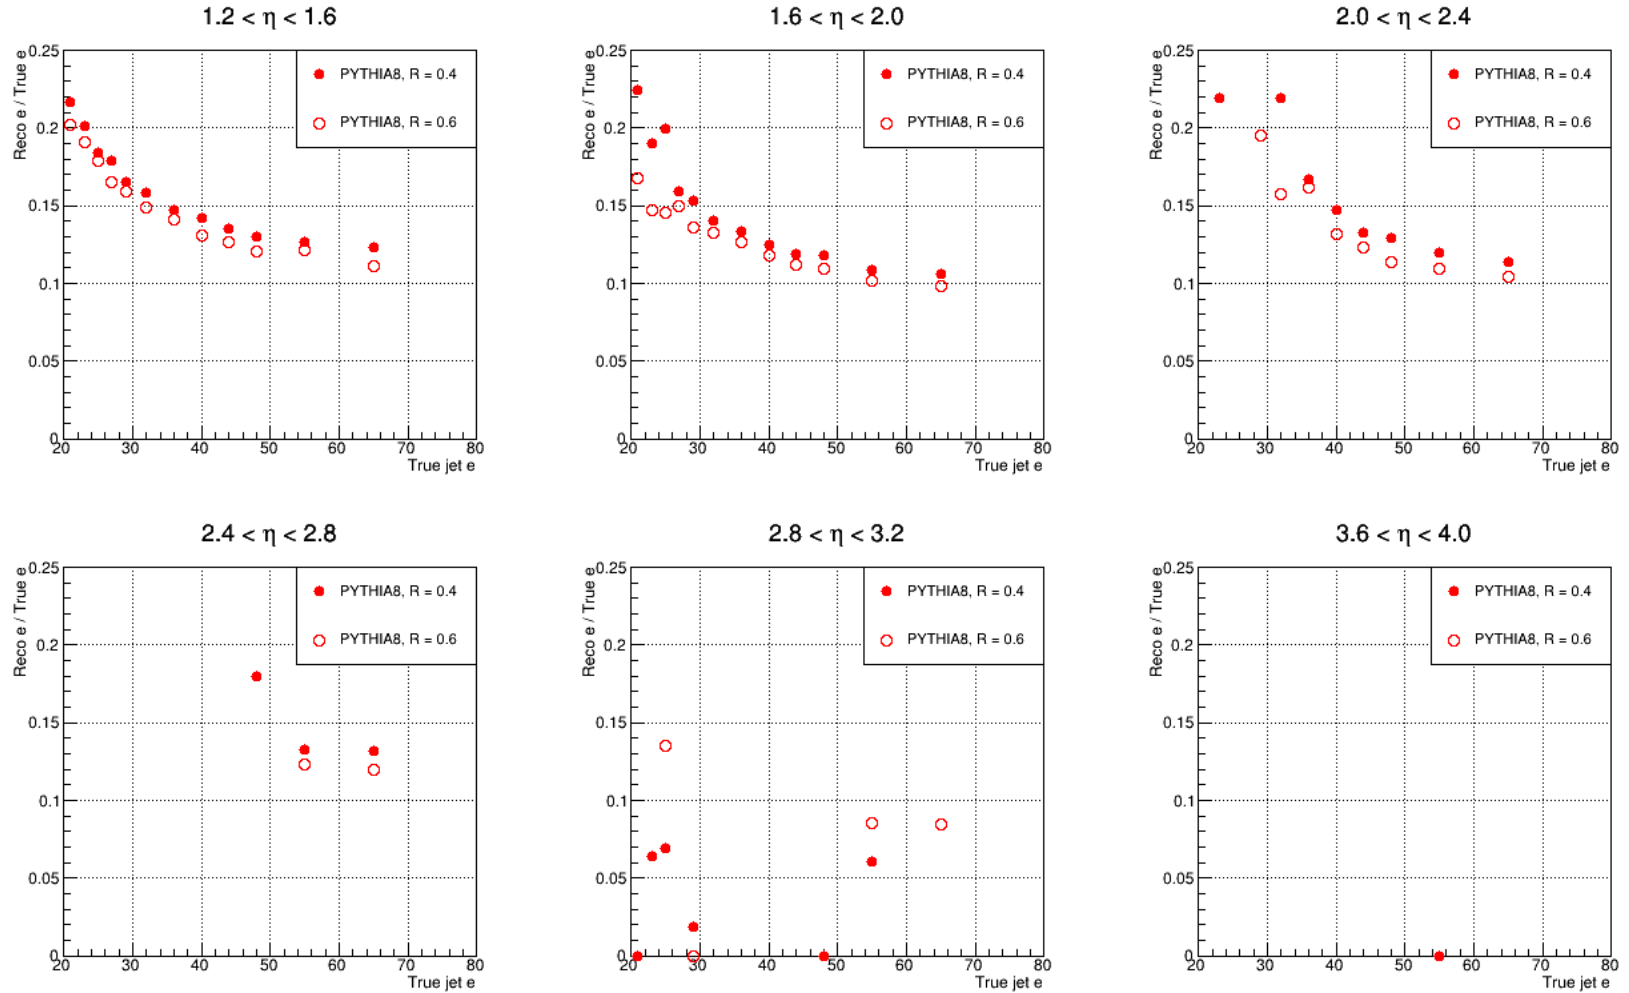 1.2 < η < 1.6
Reco e / True e
0.25
0.2
0.15
0.1
0.05
0
PYTHIA8, R = 0.4
PYTHIA8, R = 0.6
20 30 40 50 60 70 80
True jet e
1.6 < η < 2.0
Reco e / True e
0.25
0.2
0.15
0.1
0.05
0
PYTHIA8, R = 0.4
PYTHIA8, R = 0.6
20 30 40 50 60 70 80
True jet e
2.0 < η < 2.4
Reco e / True e
0.25
0.2
0.15
0.1
0.05
0
PYTHIA8, R = 0.4
PYTHIA8, R = 0.6
20 30 40 50 60 70 80
True jet e
2.4 < η < 2.8
Reco e / True e
0.25
0.2
0.15
0.1
0.05
0
PYTHIA8, R = 0.4
PYTHIA8, R = 0.6
20 30 40 50 60 70 80
True jet e
2.8 < η < 3.2
Reco e / True e
0.25
0.2
0.15
0.1
0.05
0
PYTHIA8, R = 0.4
PYTHIA8, R = 0.6
20 30 40 50 60 70 80
True jet e
3.6 < η < 4.0
Reco e / True e
0.25
0.2
0.15
0.1
0.05
0
PYTHIA8, R = 0.4
PYTHIA8, R = 0.6
20 30 40 50 60 70 80
True jet e